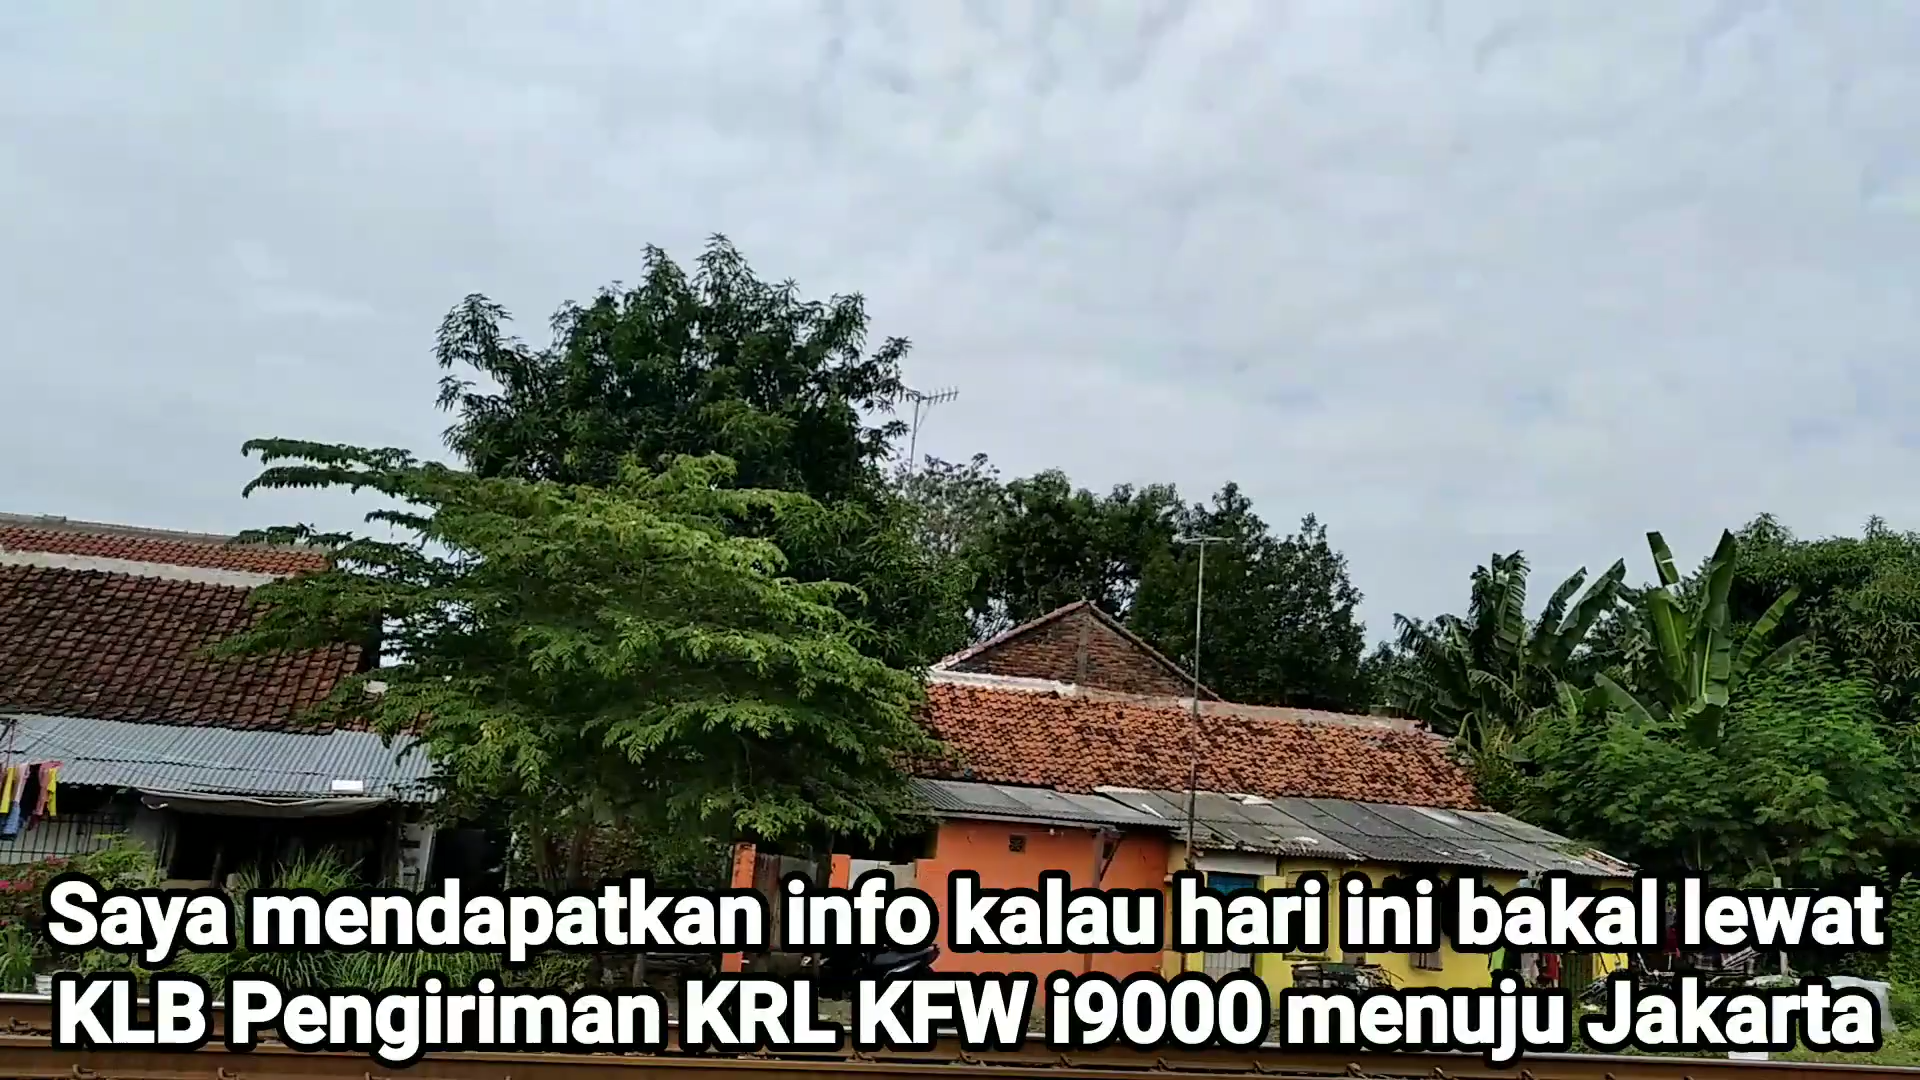 Saya mendapatkan info kalau hari ini bakal lewat
KLB Pengiriman KRL KFW i9000 menuju Jakarta